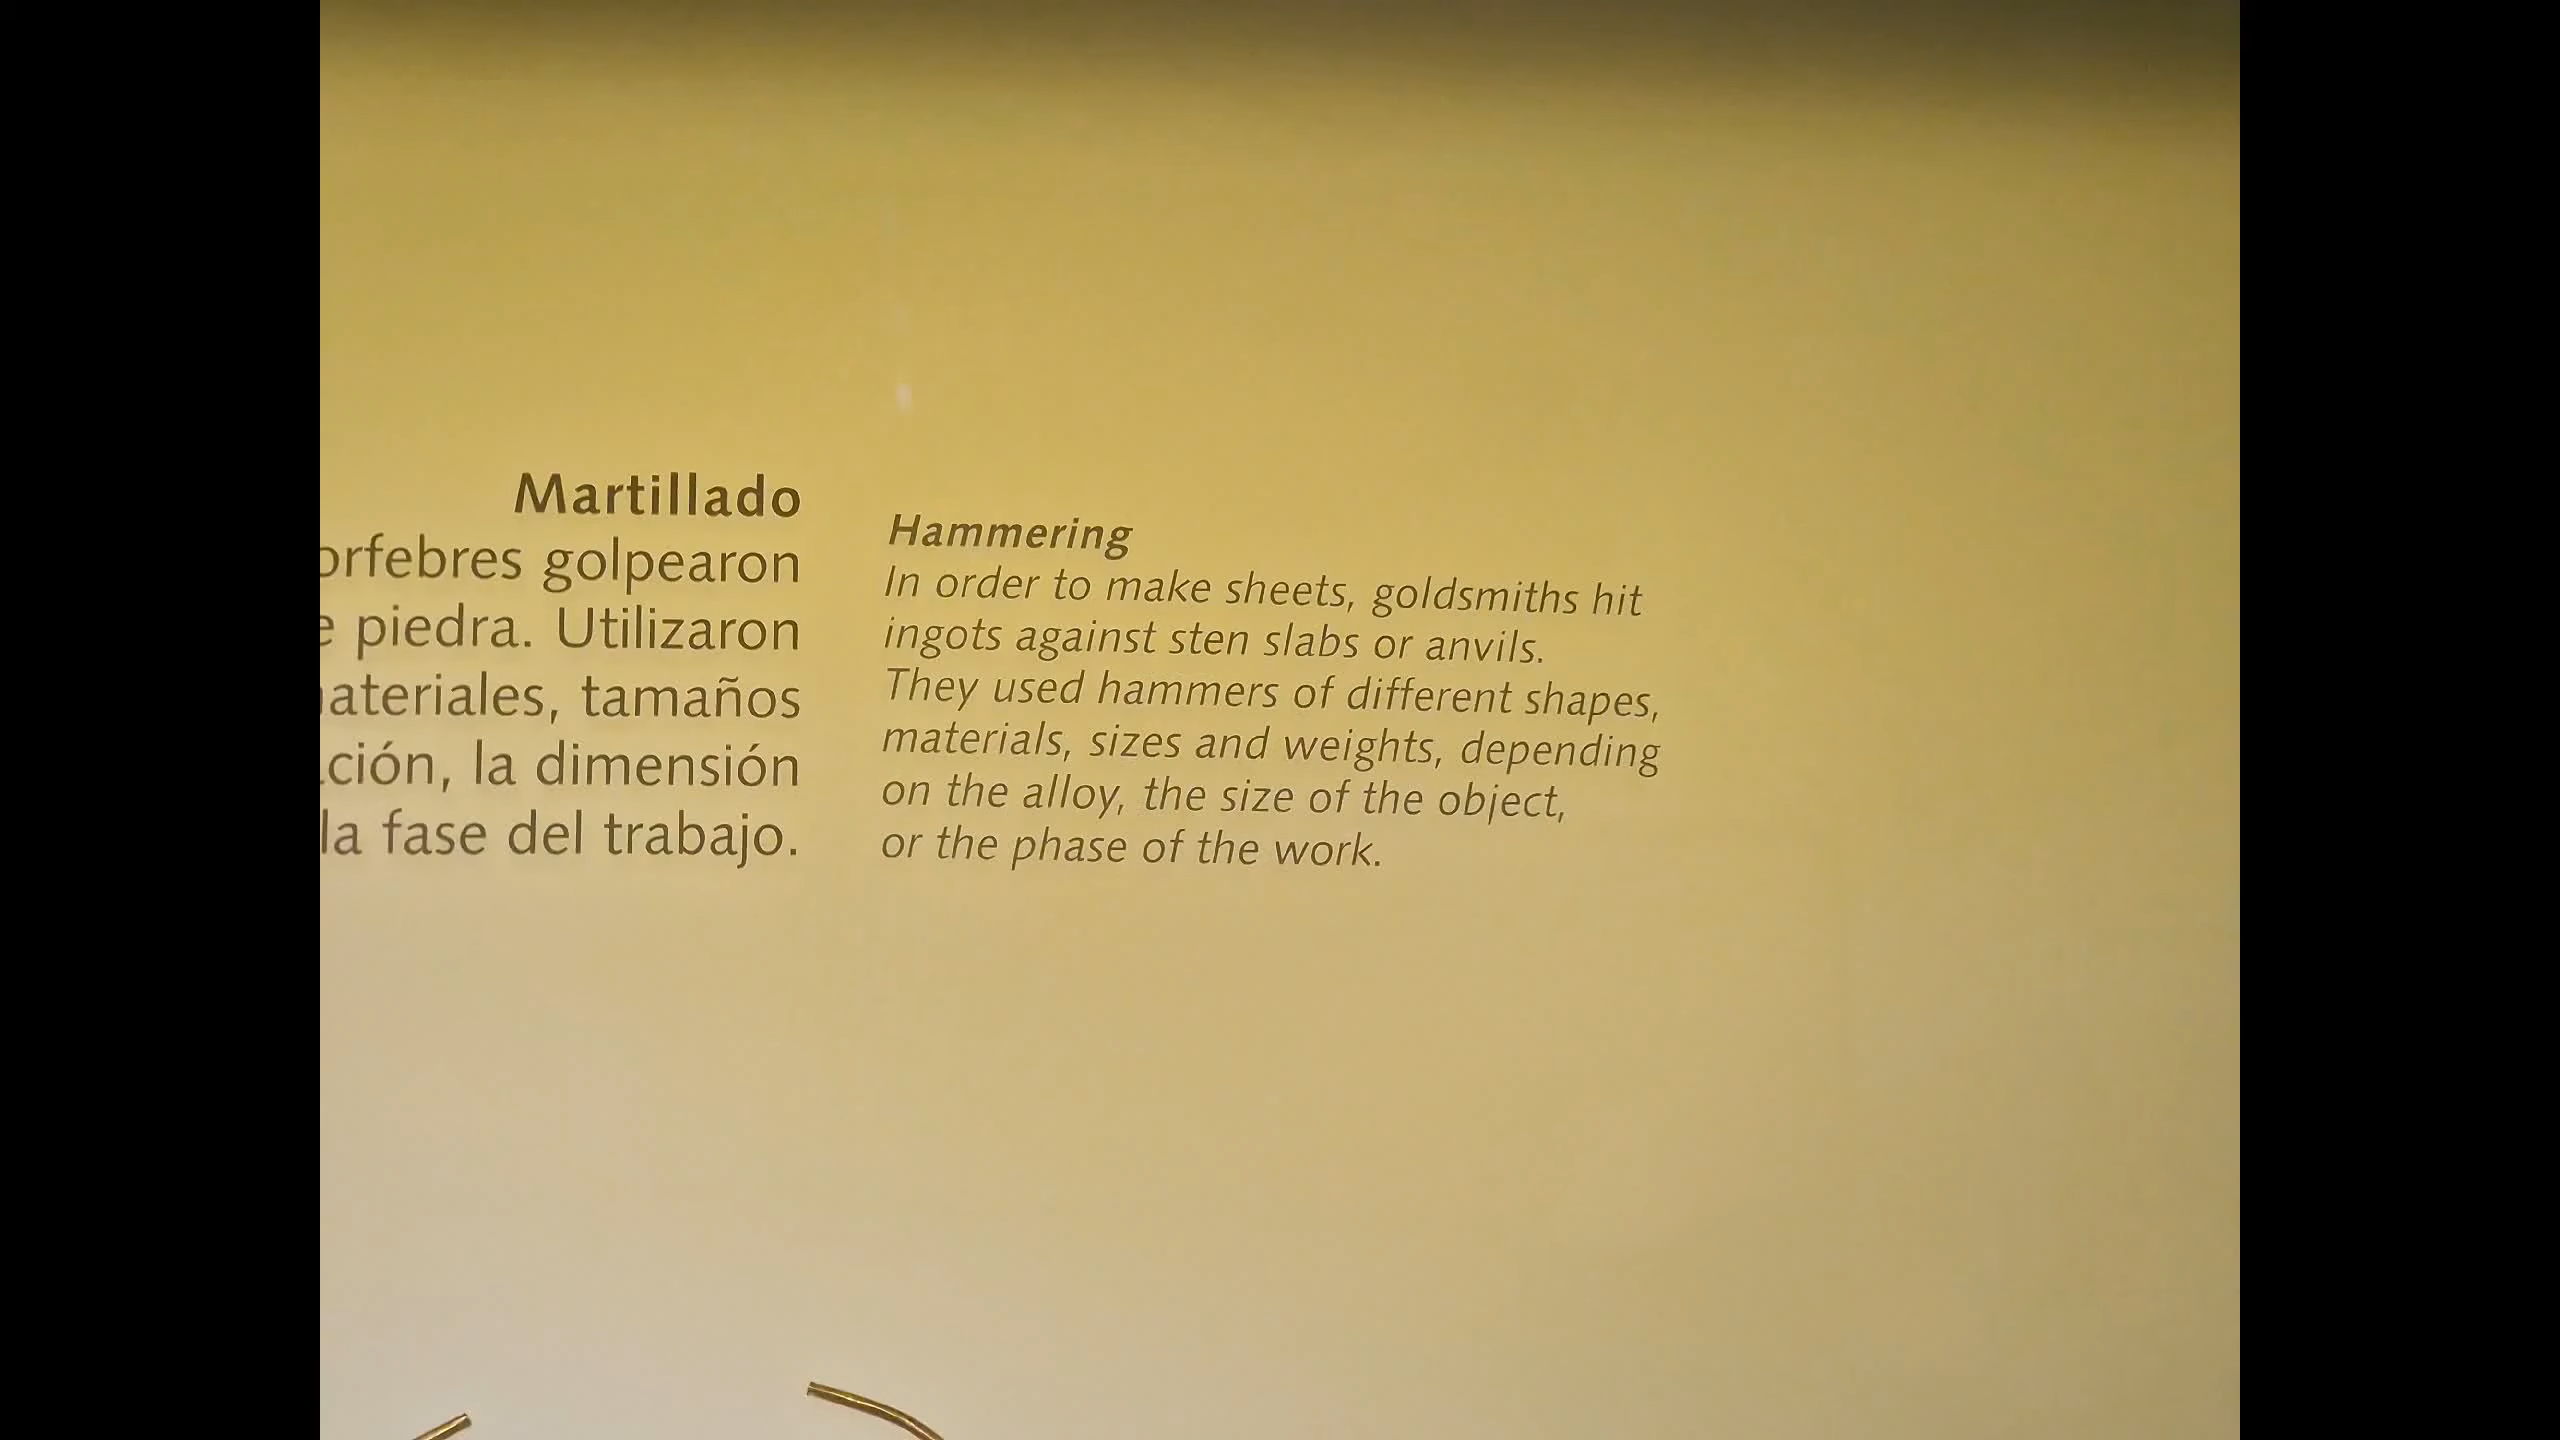 Martillado
orfebres golpearon
e piedra. Utilizaron
ateriales, tamaños
ción, la dimensión
la fase del trabajo.
Hammering
In order to make sheets, goldsmiths hit
ingots against sten slabs or anvils.
They used hammers of different shapes,
materials, sizes and weights, depending
on the alloy, the size of the object,
or the phase of the work.